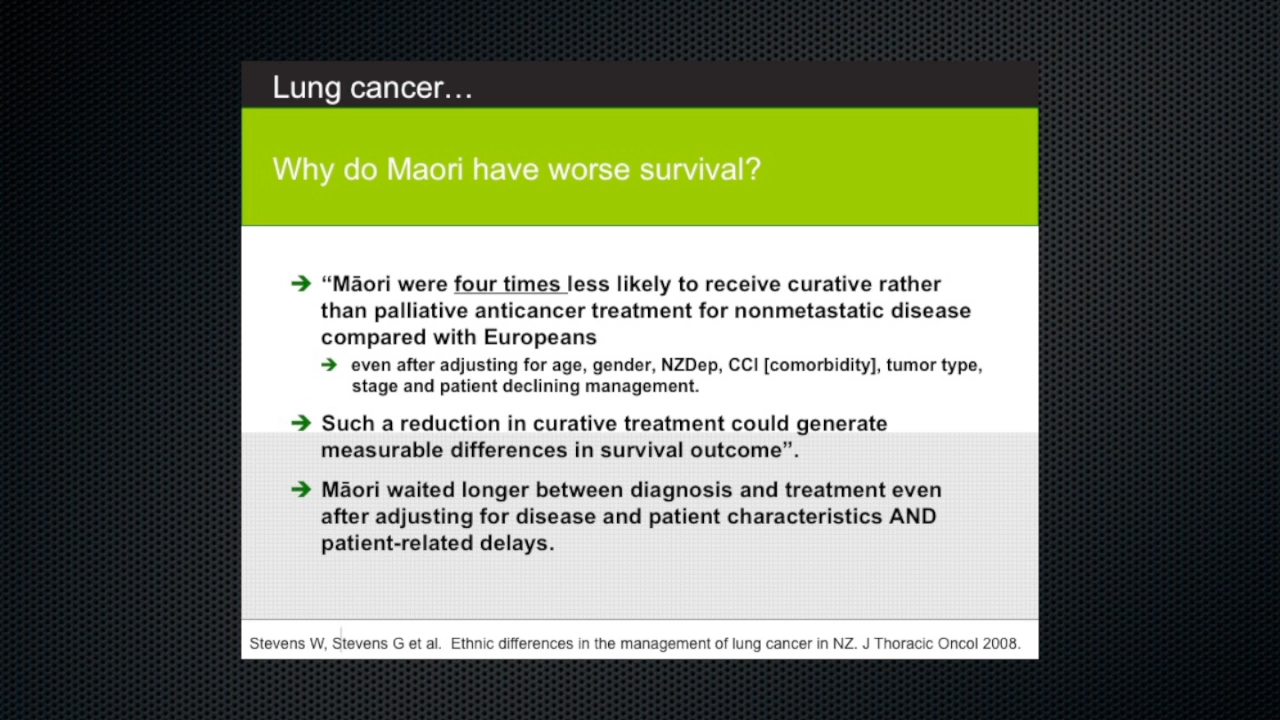 Lung cancer…
Why do Maori have worse survival?
➔ “Māori were four times less likely to receive curative rather
than palliative anticancer treatment for nonmetastatic disease
compared with Europeans
➔ even after adjusting for age, gender, NZDep, CCI [comorbidity], tumor type,
stage and patient declining management.
➔ Such a reduction in curative treatment could generate
measurable differences in survival outcome”.
➔ Māori waited longer between diagnosis and treatment even
after adjusting for disease and patient characteristics AND
patient-related delays.
Stevens W, Stevens G et al.  Ethnic differences in the management of lung cancer in NZ. J Thoracic Oncol 2008.